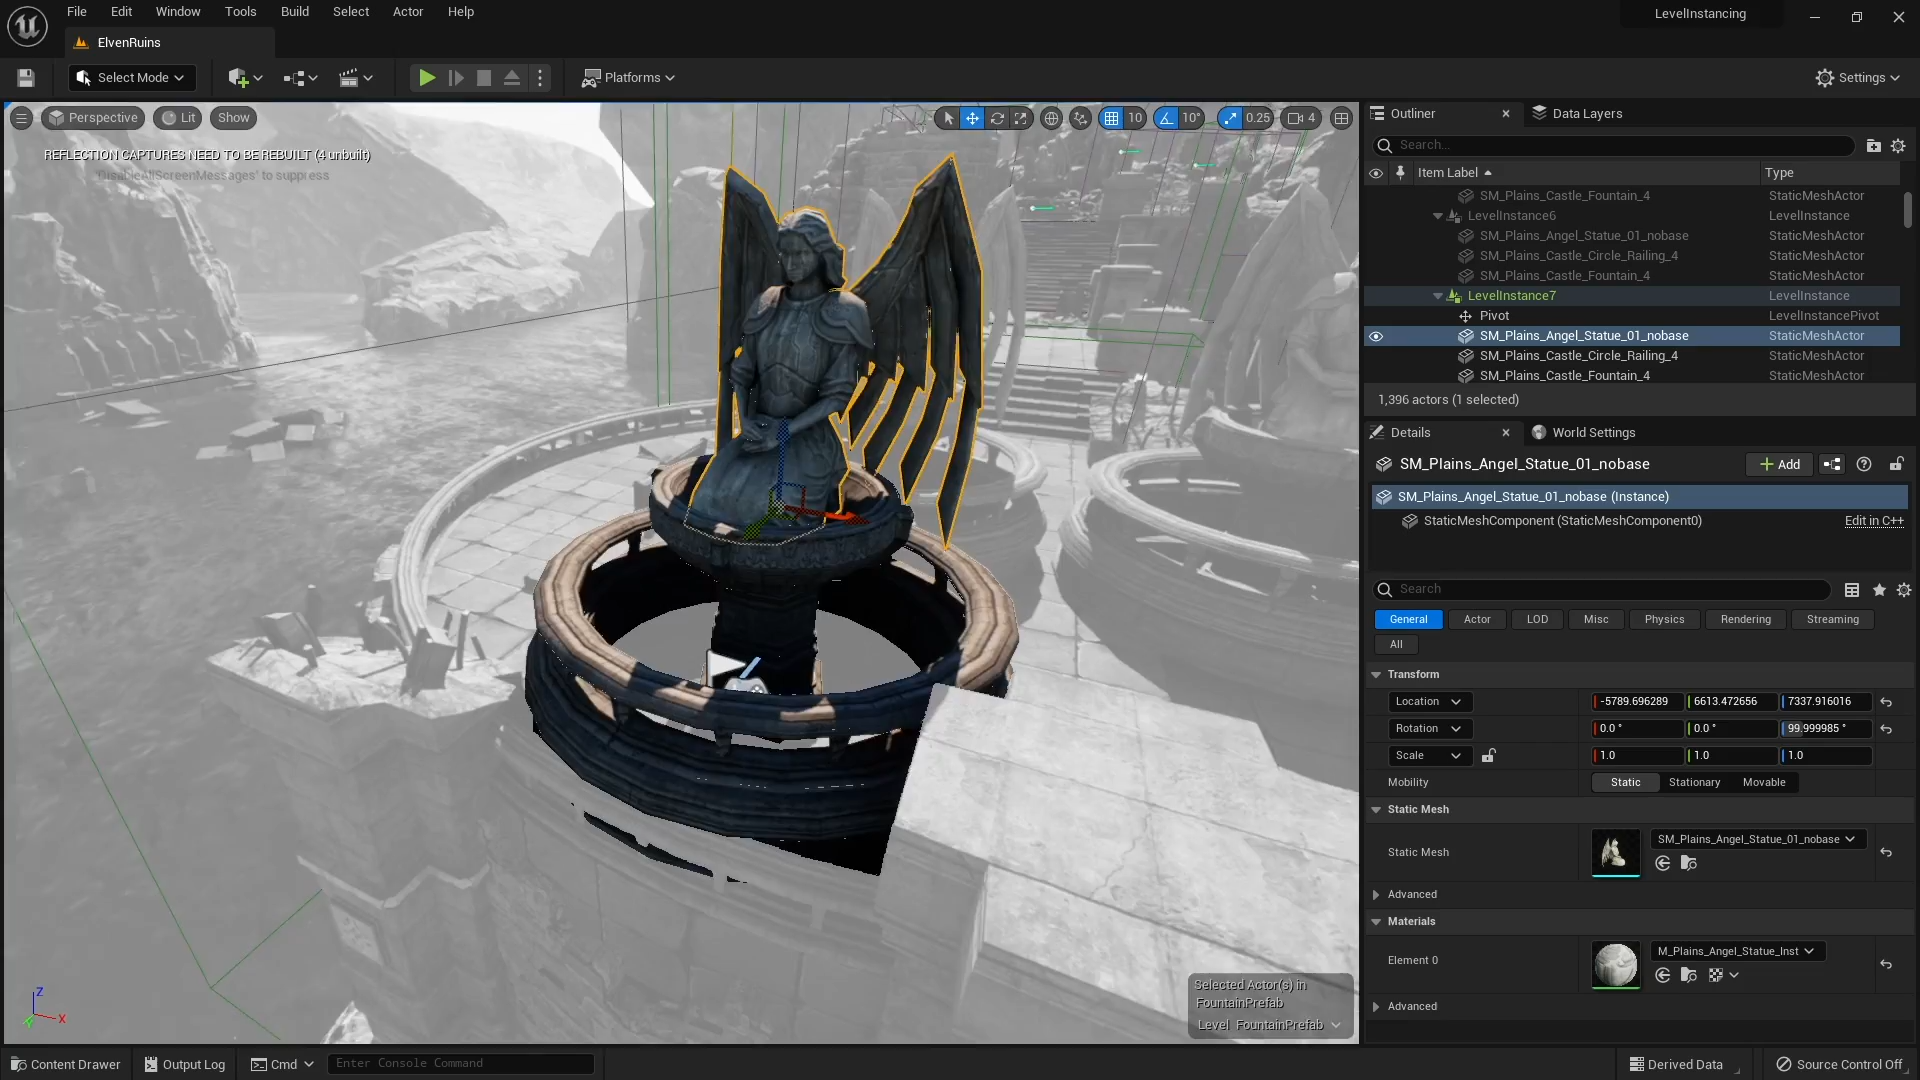 File Edit Window Tools Build Select Actor Help
LevelInstancing
ElvenRuins
Select Mode
Platforms
Settings
Perspective Lit Show
10 10° 0.25 4
REFLECTION CAPTURES NEED TO BE REBUILT (4 unbuilt)
'DisableAllScreenMessages' to suppress
Selected Actor(s) in
FountainPrefab
Level FountainPrefab
Z
X
Y
Outliner Data Layers
Search...
Item Label Type
SM_Plains_Castle_Fountain_4 StaticMeshActor
LevelInstance6 LevelInstance
SM_Plains_Angel_Statue_01_nobase StaticMeshActor
SM_Plains_Castle_Circle_Railing_4 StaticMeshActor
SM_Plains_Castle_Fountain_4 StaticMeshActor
LevelInstance7 LevelInstance
Pivot LevelInstancePivot
SM_Plains_Angel_Statue_01_nobase StaticMeshActor
SM_Plains_Castle_Circle_Railing_4 StaticMeshActor
SM_Plains_Castle_Fountain_4 StaticMeshActor
1,396 actors (1 selected)
Details World Settings
SM_Plains_Angel_Statue_01_nobase Add
SM_Plains_Angel_Statue_01_nobase (Instance)
StaticMeshComponent (StaticMeshComponent0) Edit in C++
Search
General Actor LOD Misc Physics Rendering Streaming
All
Transform
Location -5789.696289 6613.472656 7337.916016
Rotation 0.0 ° 0.0 ° 99.999985 °
Scale 1.0 1.0 1.0
Mobility Static Stationary Movable
Static Mesh
Static Mesh SM_Plains_Angel_Statue_01_nobase
Advanced
Materials
Element 0 M_Plains_Angel_Statue_Inst
Advanced
Content Drawer Output Log Cmd Enter Console Command Derived Data Source Control Off